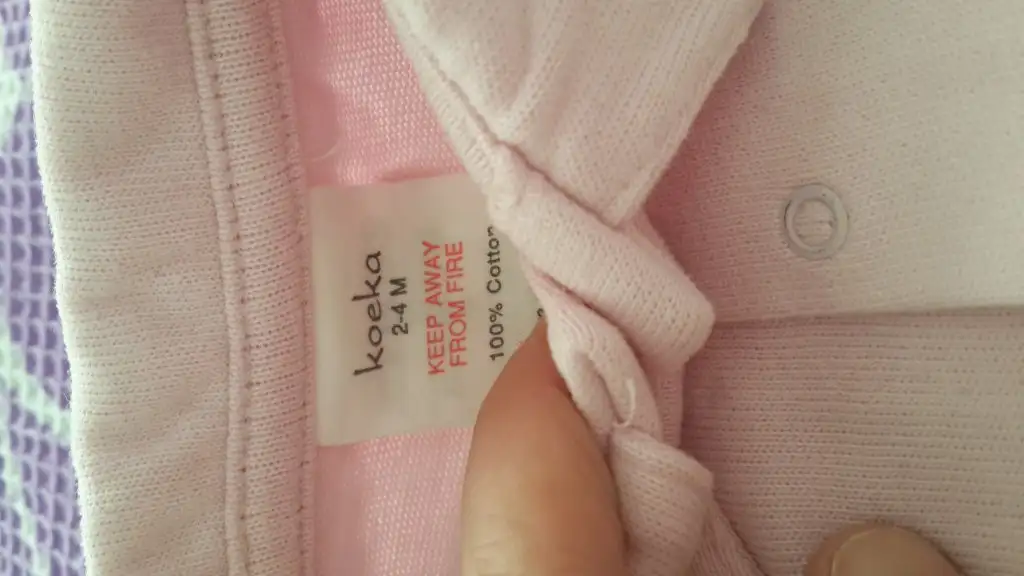 koeka
2-4 M
KEEP AWAY
FROM FIRE
100% Cotton